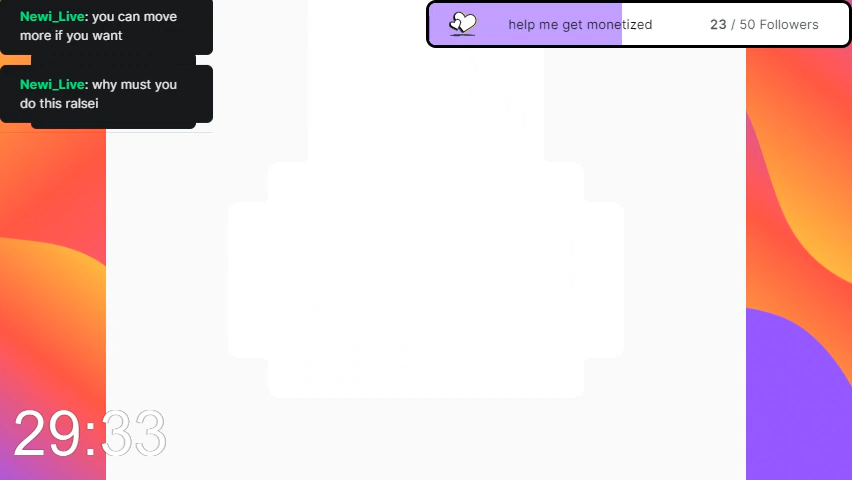 Newi_Live: you can move
more if you want
Newi_Live: why must you
do this ralsei
help me get monetized
23 / 50 Followers
29:33